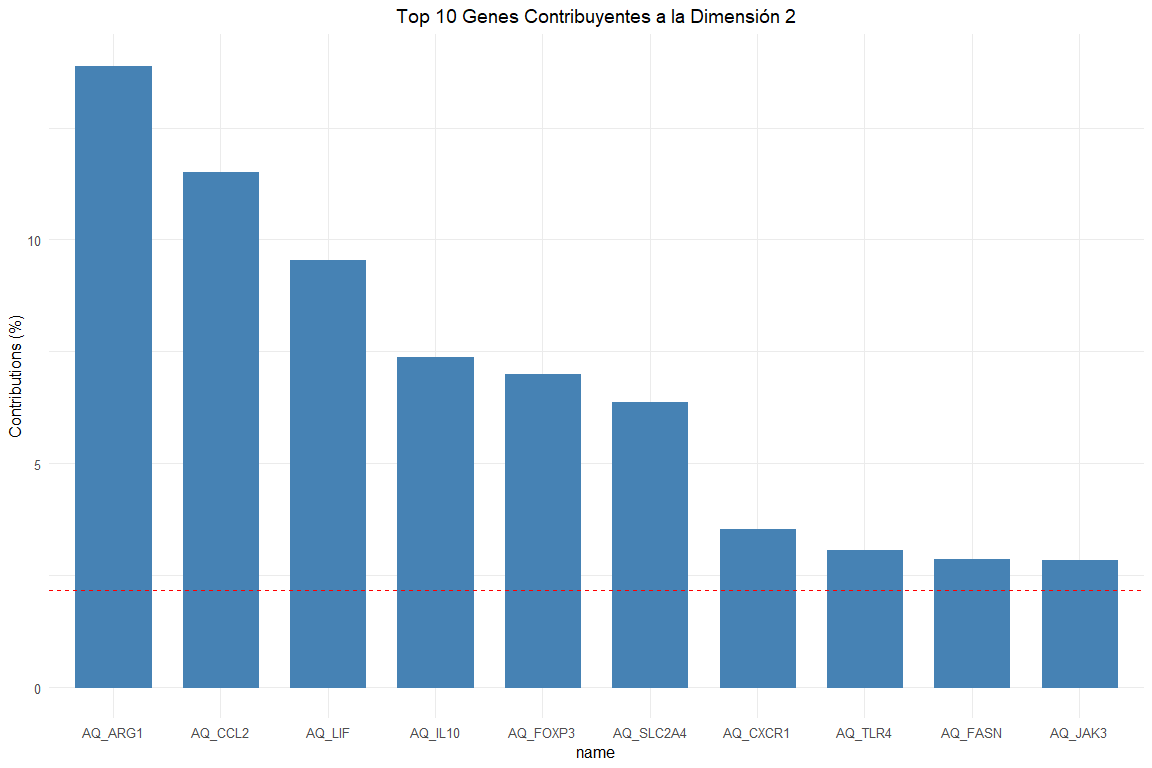 Top 10 Genes Contribuyentes a la Dimensión 2
Contributions (%)
10
5
0
AQ_ARG1 AQ_CCL2 AQ_LIF AQ_IL10 AQ_FOXP3 AQ_SLC2A4 AQ_CXCR1 AQ_TLR4 AQ_FASN AQ_JAK3
name